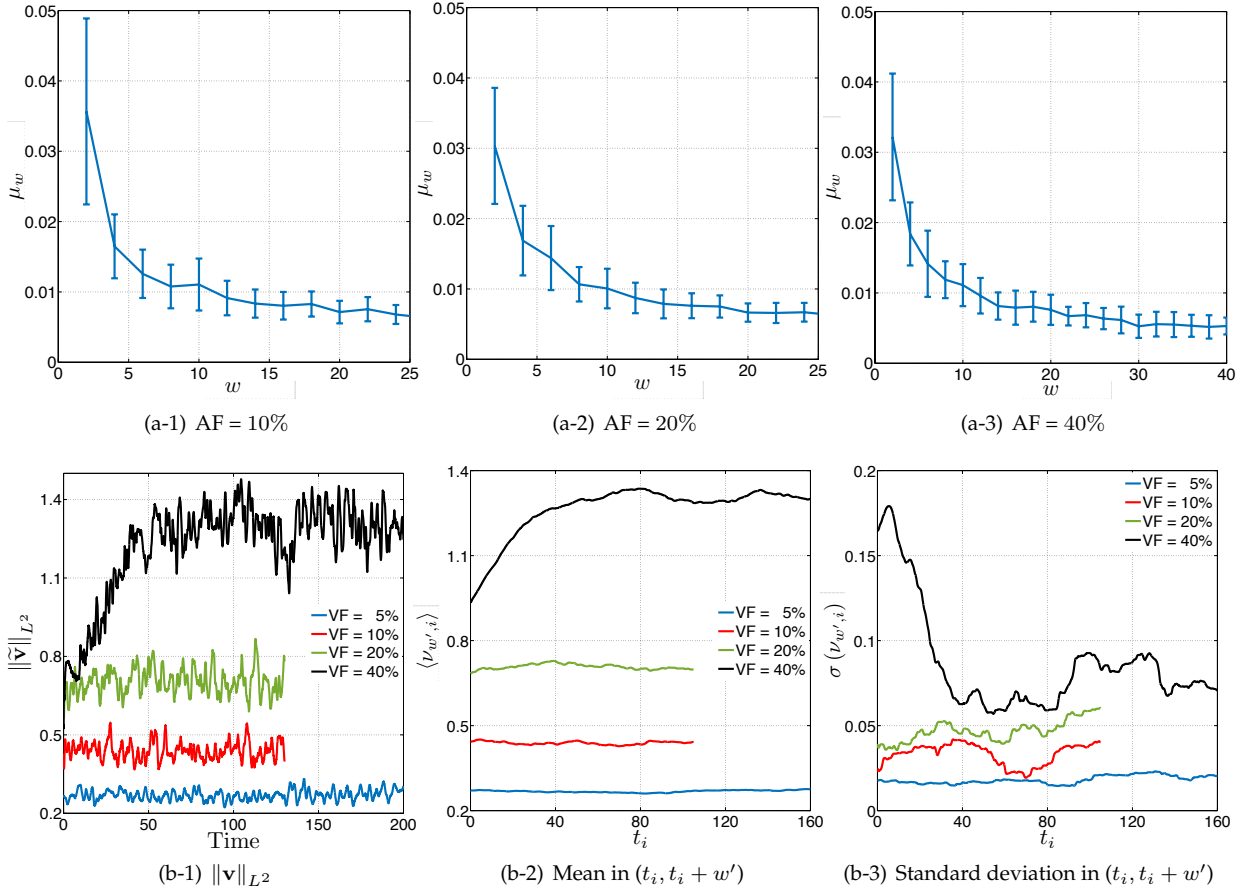 0.05
0.04
0.03
0.02
0.01
0
μ_w
0 5 10 15 20 25
w
(a-1) AF = 10%
0.05
0.04
0.03
0.02
0.01
0
μ_w
0 5 10 15 20 25
w
(a-2) AF = 20%
0.05
0.04
0.03
0.02
0.01
0
μ_w
0 10 20 30 40
w
(a-3) AF = 40%
1.4
1.1
0.8
0.5
0.2
‖ṽ‖_{L²}
VF = 5%
VF = 10%
VF = 20%
VF = 40%
0 50 100 150 200
Time
(b-1) ‖v‖_{L²}
1.4
1.1
0.8
0.5
0.2
⟨ν_{w′,i}⟩
VF = 5%
VF = 10%
VF = 20%
VF = 40%
0 40 80 120 160
t_i
(b-2) Mean in (t_i, t_i + w′)
0.2
0.15
0.1
0.05
0
σ (ν_{w′,i})
VF = 5%
VF = 10%
VF = 20%
VF = 40%
0 40 80 120 160
t_i
(b-3) Standard deviation in (t_i, t_i + w′)